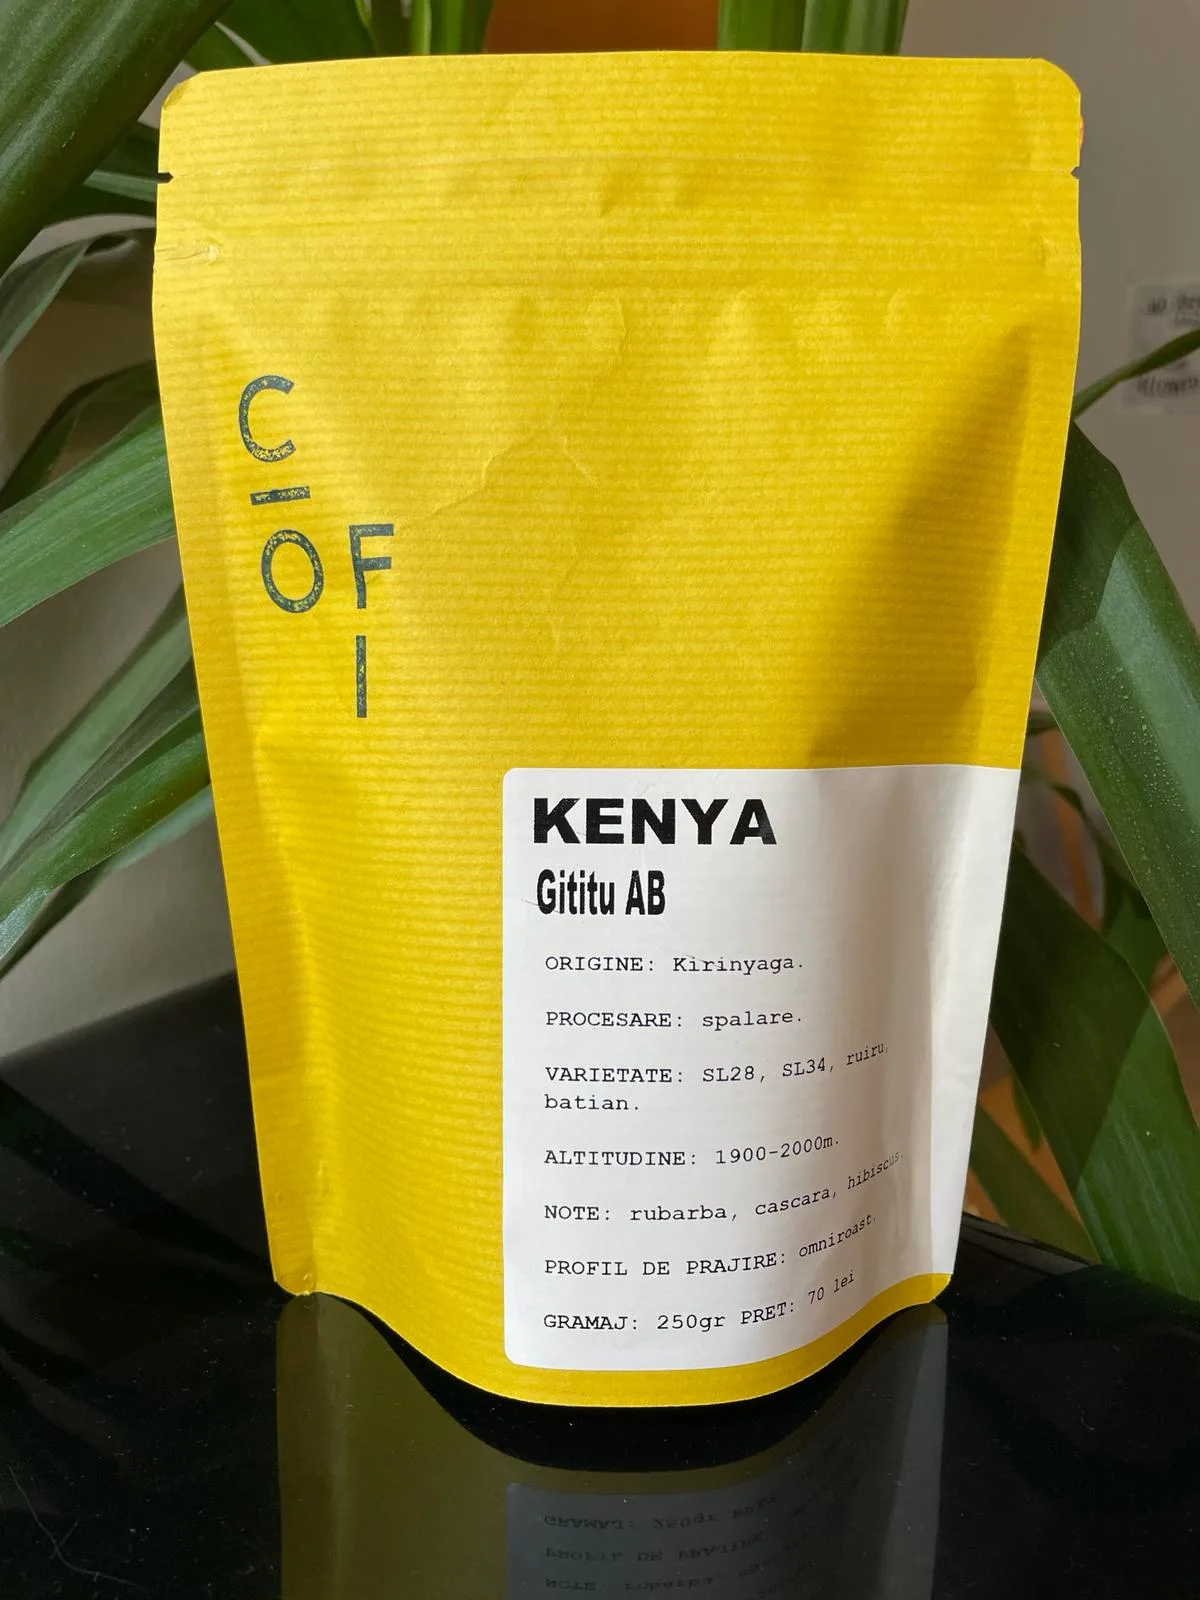 C
O F
I
KENYA
Gititu AB
ORIGINE: Kirinyaga.
PROCESARE: spalare.
VARIETATE: SL28, SL34, ruiru,
batian.
ALTITUDINE: 1900-2000m.
NOTE: rubarba, cascara, hibiscus.
PROFIL DE PRAJIRE: omniroast.
GRAMAJ: 250gr PRET: 70 lei